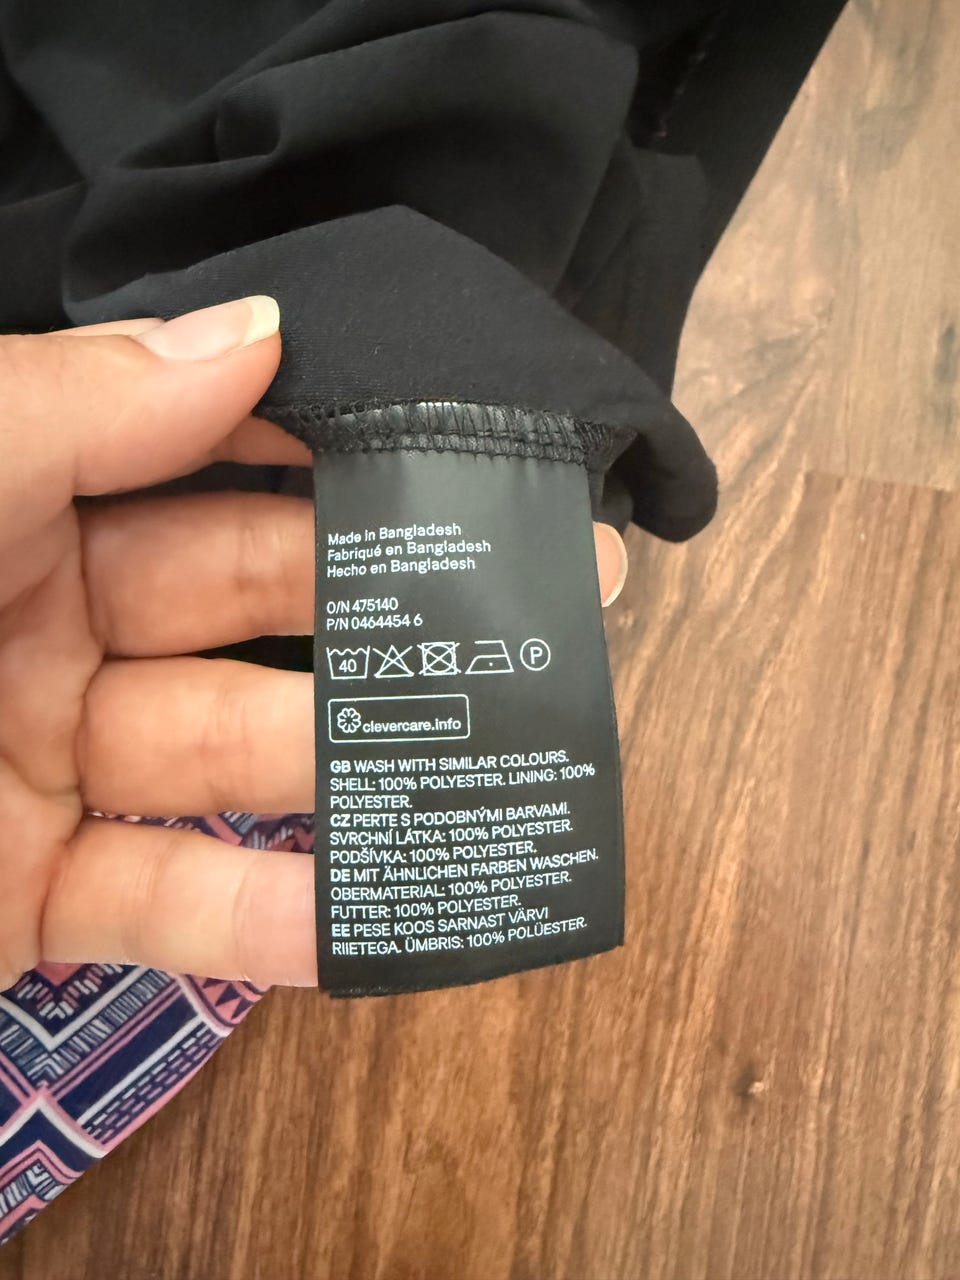 Made in Bangladesh
Fabriqué en Bangladesh
Hecho en Bangladesh
O/N 475140
P/N 0464454 6
40 P
clevercare.info
GB WASH WITH SIMILAR COLOURS.
SHELL: 100% POLYESTER. LINING: 100%
POLYESTER.
CZ PERTE S PODOBNÝMI BARVAMI.
SVRCHNÍ LÁTKA: 100% POLYESTER.
PODŠÍVKA: 100% POLYESTER.
DE MIT ÄHNLICHEN FARBEN WASCHEN.
OBERMATERIAL: 100% POLYESTER.
FUTTER: 100% POLYESTER.
EE PESE KOOS SARNAST VÄRVI
RIIETEGA. ÜMBRIS: 100% POLÜESTER.